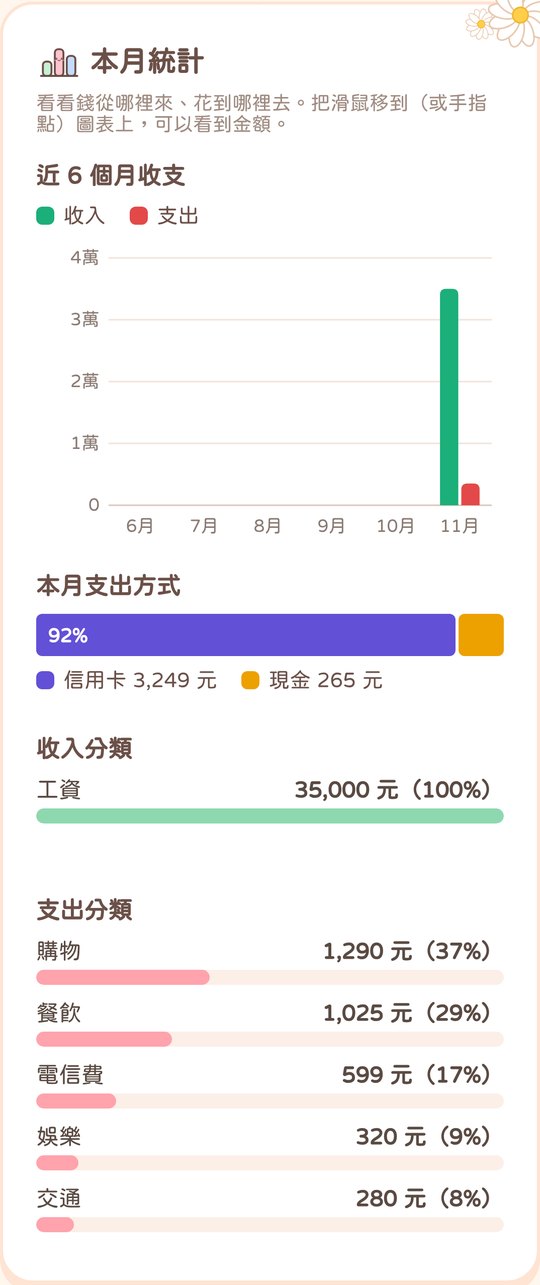 本月統計
看看錢從哪裡來、花到哪裡去。把滑鼠移到（或手指
點）圖表上，可以看到金額。
近 6 個月收支
收入 支出
4萬
3萬
2萬
1萬
0
6月 7月 8月 9月 10月 11月
本月支出方式
92%
信用卡 3,249 元 現金 265 元
收入分類
工資 35,000 元（100%）
支出分類
購物 1,290 元（37%）
餐飲 1,025 元（29%）
電信費 599 元（17%）
娛樂 320 元（9%）
交通 280 元（8%）